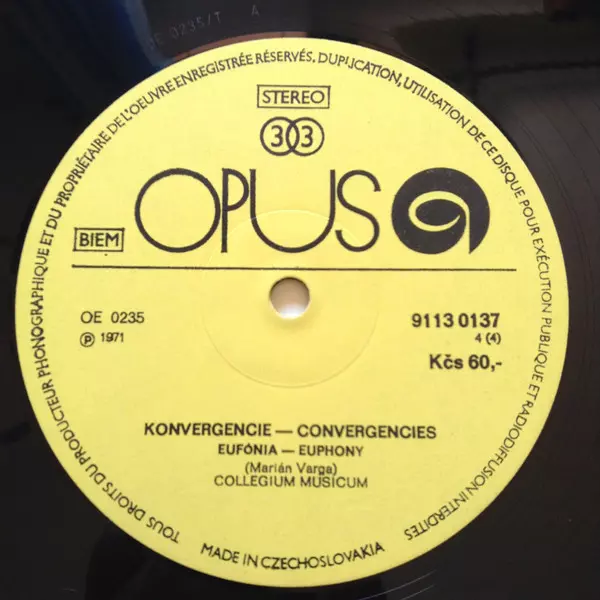 OE 0235/T A
TOUS DROITS DU PRODUCTEUR PHONOGRAPHIQUE ET DU PROPRIÉTAIRE DE L'OEUVRE ENREGISTRÉE RÉSERVÉS, DUPLICATION, UTILISATION DE CE DISQUE POUR EXÉCUTION PUBLIQUE ET RADIODIFFUSION INTERDITES
STEREO
33
OPUS
BIEM
OE 0235
℗ 1971
9113 0137
4 (4)
Kčs 60,-
KONVERGENCIE — CONVERGENCIES
EUFÓNIA — EUPHONY
(Marián Varga)
COLLEGIUM MUSICUM
MADE IN CZECHOSLOVAKIA